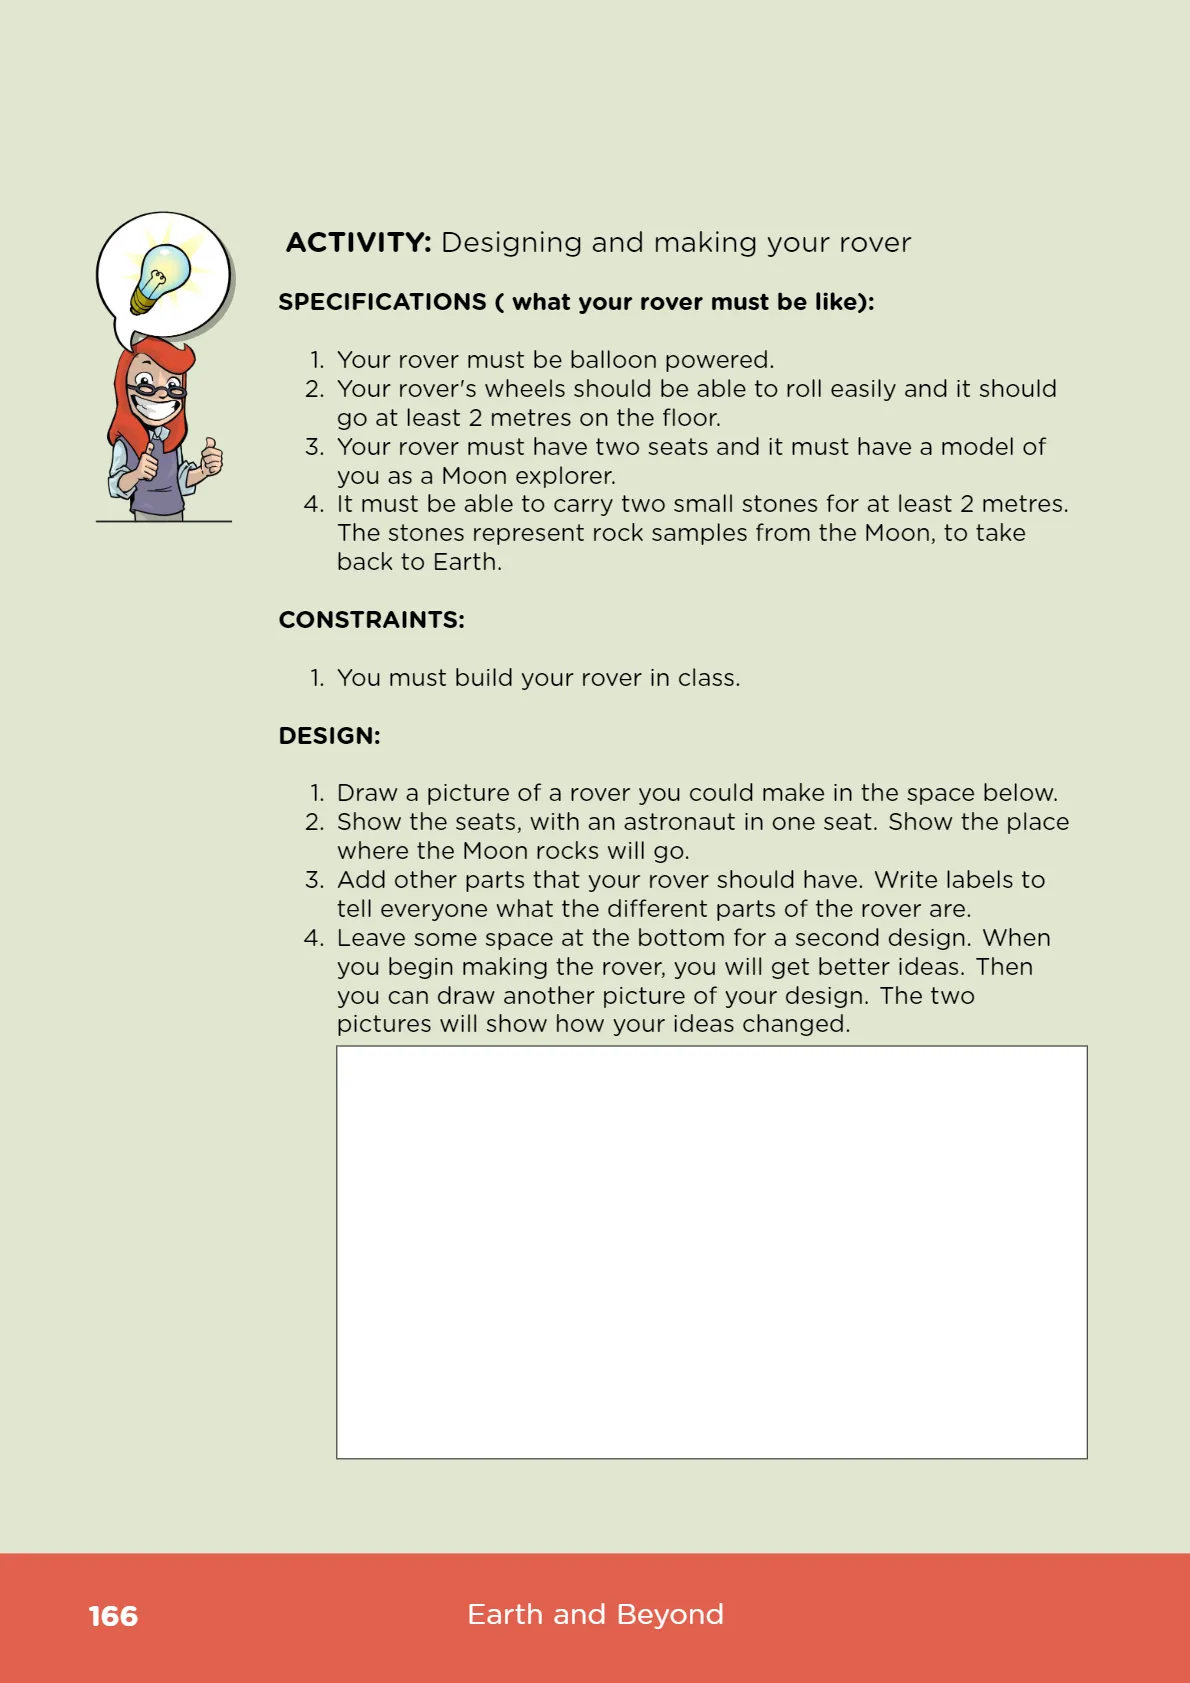 ACTIVITY: Designing and making your rover
SPECIFICATIONS ( what your rover must be like):
1. Your rover must be balloon powered.
2. Your rover's wheels should be able to roll easily and it should
go at least 2 metres on the floor.
3. Your rover must have two seats and it must have a model of
you as a Moon explorer.
4. It must be able to carry two small stones for at least 2 metres.
The stones represent rock samples from the Moon, to take
back to Earth.
CONSTRAINTS:
1. You must build your rover in class.
DESIGN:
1. Draw a picture of a rover you could make in the space below.
2. Show the seats, with an astronaut in one seat. Show the place
where the Moon rocks will go.
3. Add other parts that your rover should have. Write labels to
tell everyone what the different parts of the rover are.
4. Leave some space at the bottom for a second design. When
you begin making the rover, you will get better ideas. Then
you can draw another picture of your design. The two
pictures will show how your ideas changed.
166
Earth and Beyond